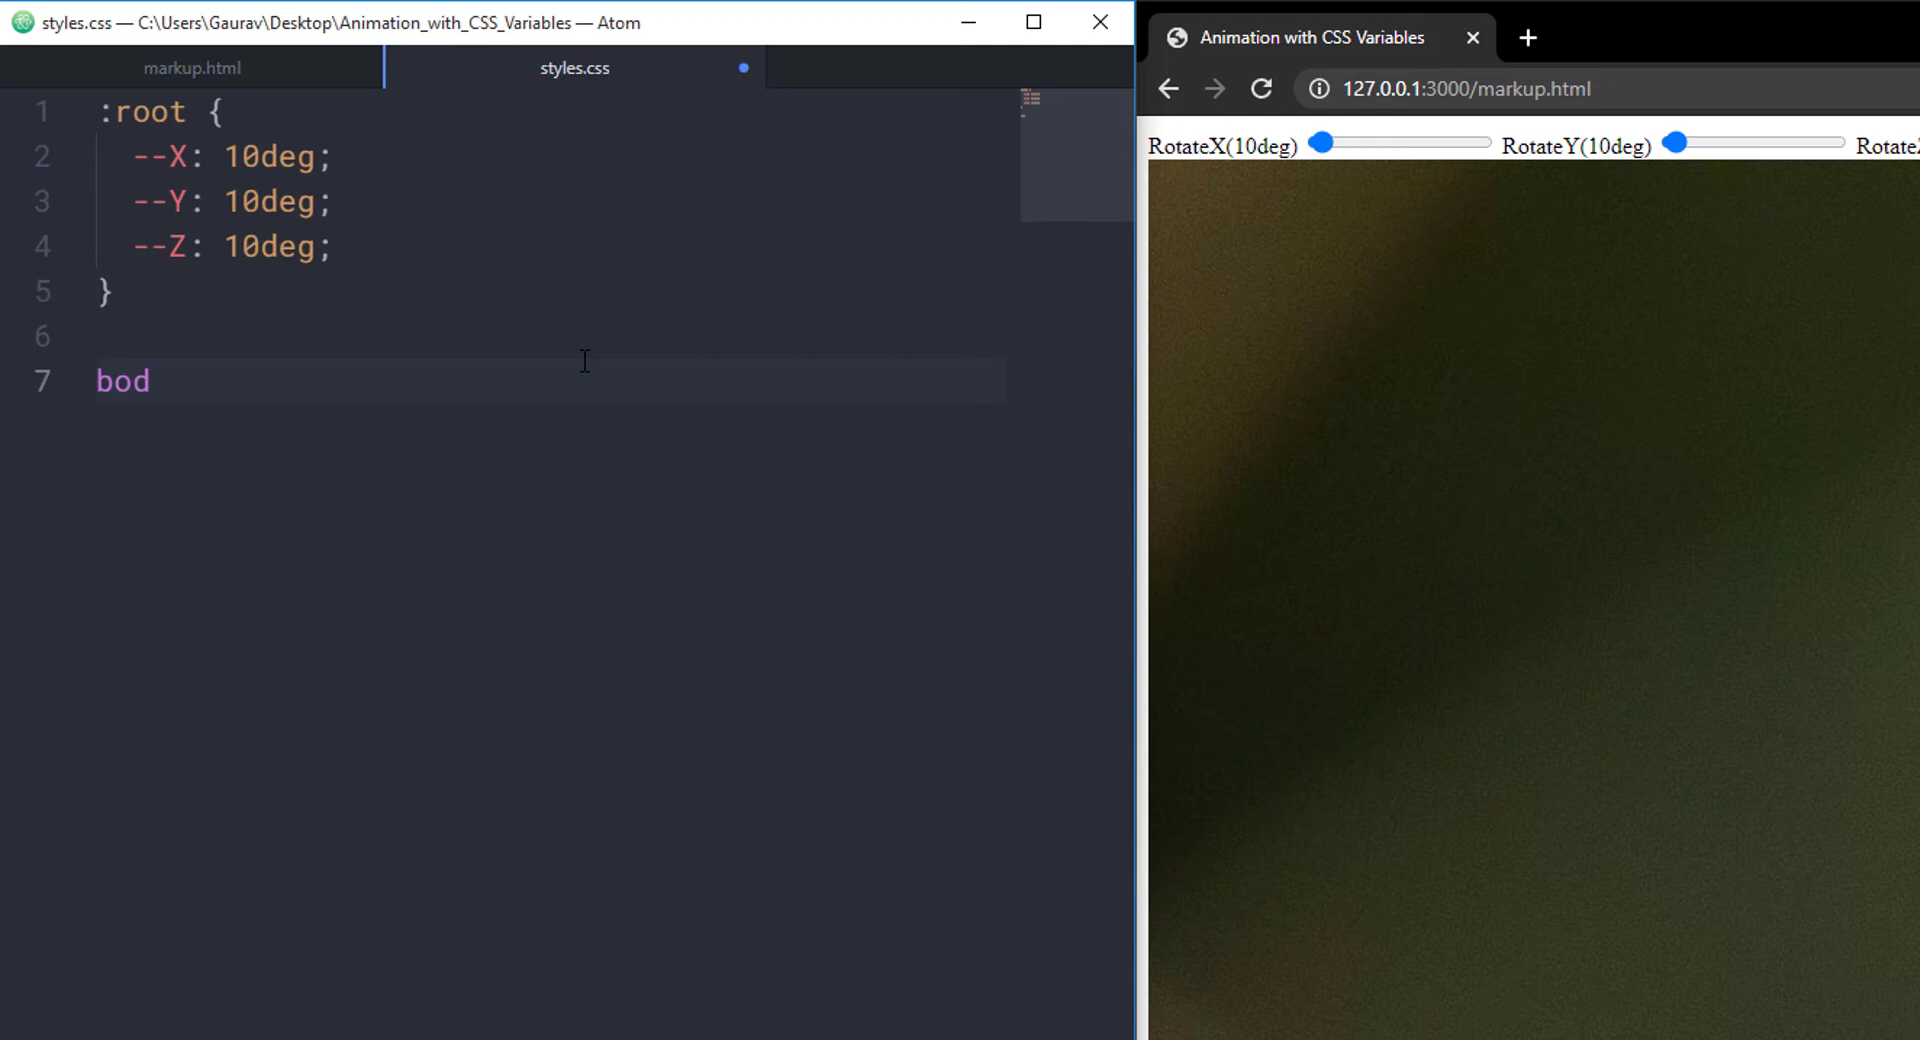 styles.css — C:\Users\Gaurav\Desktop\Animation_with_CSS_Variables — Atom
markup.html
styles.css
1 :root {
2 --X: 10deg;
3 --Y: 10deg;
4 --Z: 10deg;
5 }
6
7 bod
Animation with CSS Variables
127.0.0.1:3000/markup.html
RotateX(10deg) RotateY(10deg)